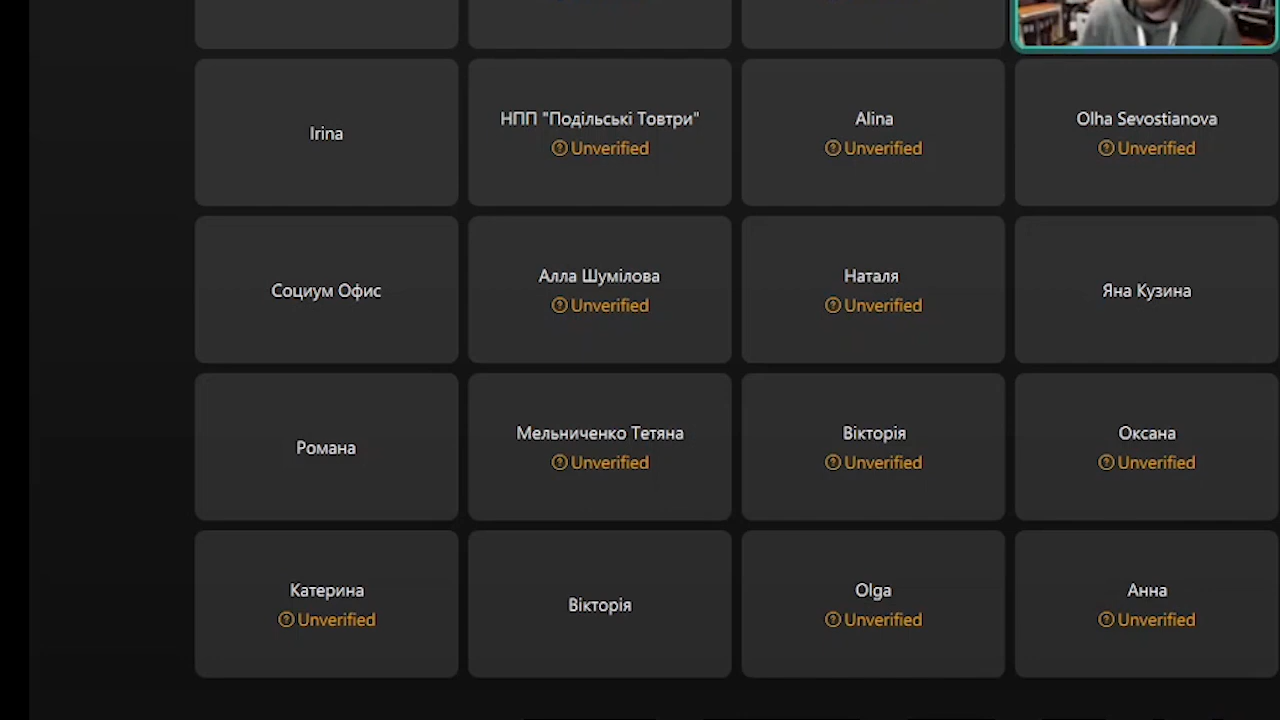 Irina
НПП "Подільські Товтри"
Unverified
Alina
Unverified
Olha Sevostianova
Unverified
Социум Офис
Алла Шумілова
Unverified
Наталя
Unverified
Яна Кузина
Романа
Мельниченко Тетяна
Unverified
Вікторія
Unverified
Оксана
Unverified
Катерина
Unverified
Вікторія
Olga
Unverified
Анна
Unverified